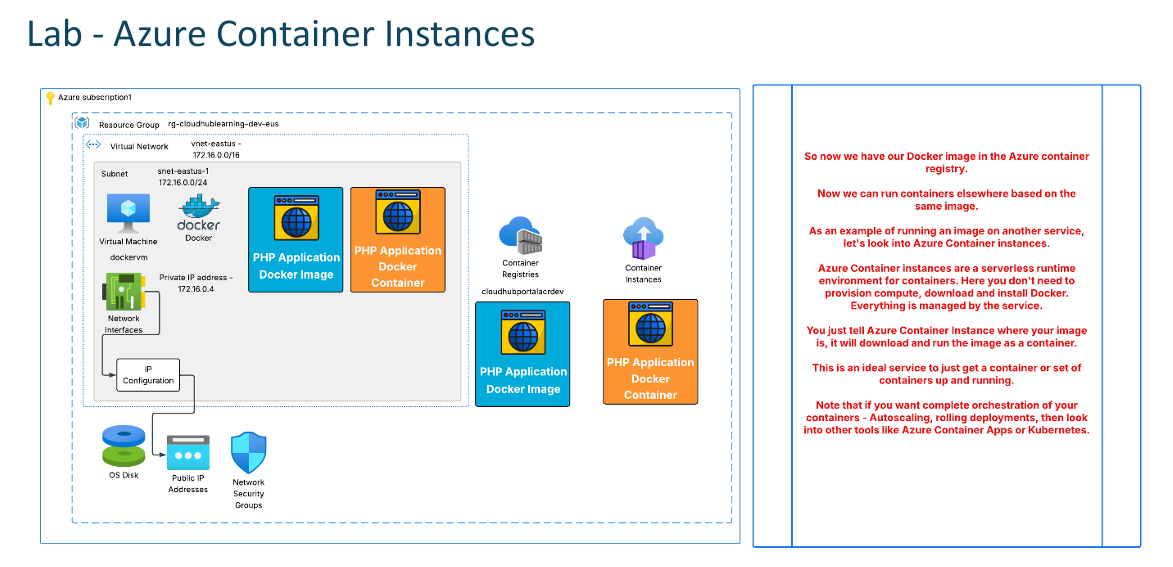 Lab - Azure Container Instances
Azure subscription1
Resource Group
rg-cloudhublearning-dev-eus
Virtual Network
vnet-eastus -
172.16.0.0/16
Subnet
snet-eastus-1
172.16.0.0/24
Virtual Machine
dockervm
docker
Docker
PHP Application
Docker Image
PHP Application
Docker
Container
Private IP address -
172.16.0.4
Network
Interfaces
IP
Configuration
OS Disk
Public IP
Addresses
Network
Security
Groups
Container
Registries
cloudhubportalacrdev
PHP Application
Docker Image
Container
Instances
PHP Application
Docker
Container
So now we have our Docker image in the Azure container
registry.
Now we can run containers elsewhere based on the
same image.
As an example of running an image on another service,
let's look into Azure Container instances.
Azure Container instances are a serverless runtime
environment for containers. Here you don't need to
provision compute, download and install Docker.
Everything is managed by the service.
You just tell Azure Container Instance where your image
is, it will download and run the image as a container.
This is an ideal service to just get a container or set of
containers up and running.
Note that if you want complete orchestration of your
containers - Autoscaling, rolling deployments, then look
into other tools like Azure Container Apps or Kubernetes.